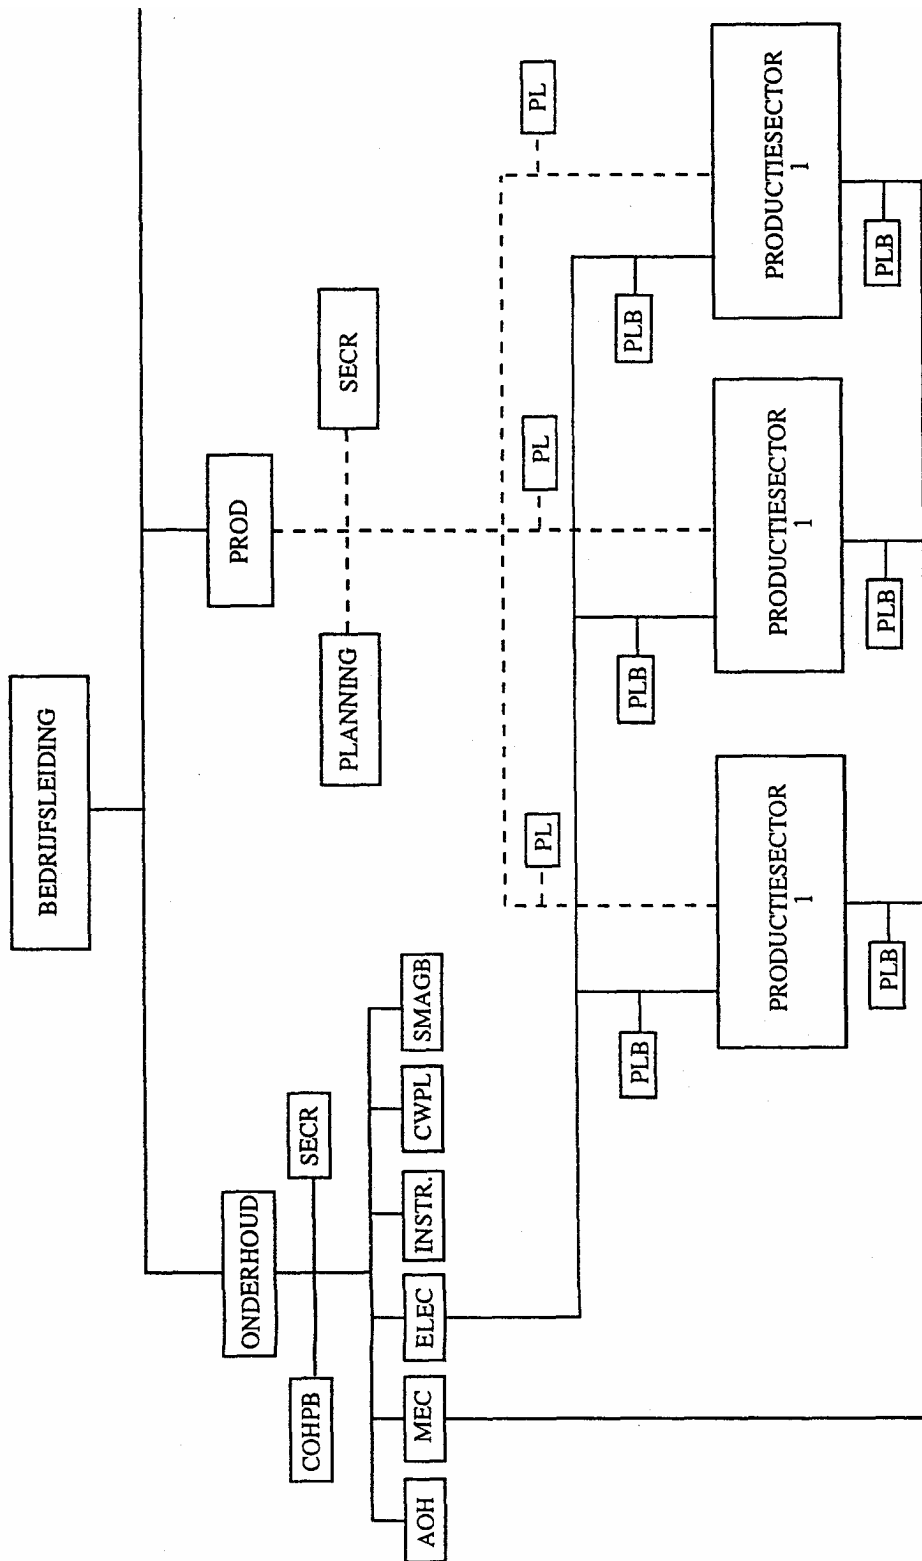 BEDRIJFSLEIDING
ONDERHOUD
PROD
COHPB
SECR
PLANNING
SECR
AOH
MEC
ELEC
INSTR.
CWPL
SMAGB
PL
PL
PL
PLB
PLB
PLB
PRODUCTIESECTOR
1
PRODUCTIESECTOR
1
PRODUCTIESECTOR
1
PLB
PLB
PLB